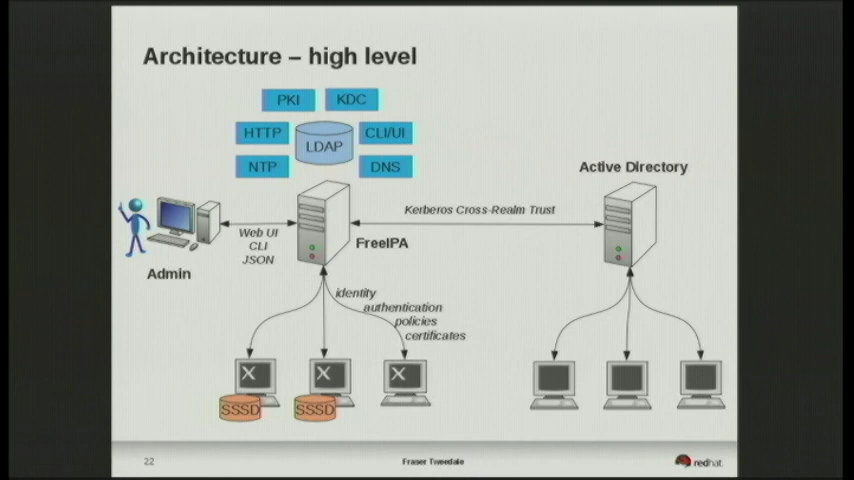 Architecture – high level
PKI
KDC
HTTP
LDAP
CLI/UI
NTP
DNS
Active Directory
Kerberos Cross-Realm Trust
Web UI
CLI
JSON
FreeIPA
Admin
identity
authentication
policies
certificates
X
X
X
SSSD
SSSD
22
Fraser Tweedale
redhat.